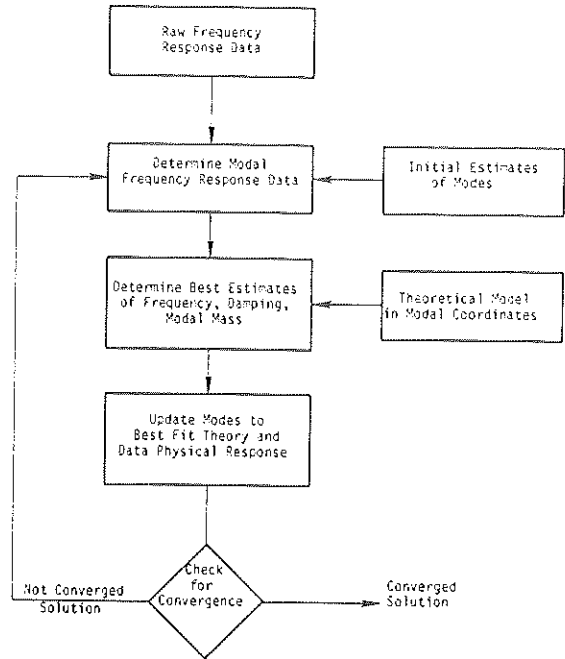 Raw Frequency
Response Data
Determine Modal
Frequency Response Data
Initial Estimates
of Modes
Determine Best Estimates
of Frequency, Damping,
Modal Mass
Theoretical Model
in Modal Coordinates
Update Modes to
Best Fit Theory and
Data Physical Response
Check
for
Convergence
Not Converged
Solution
Converged
Solution